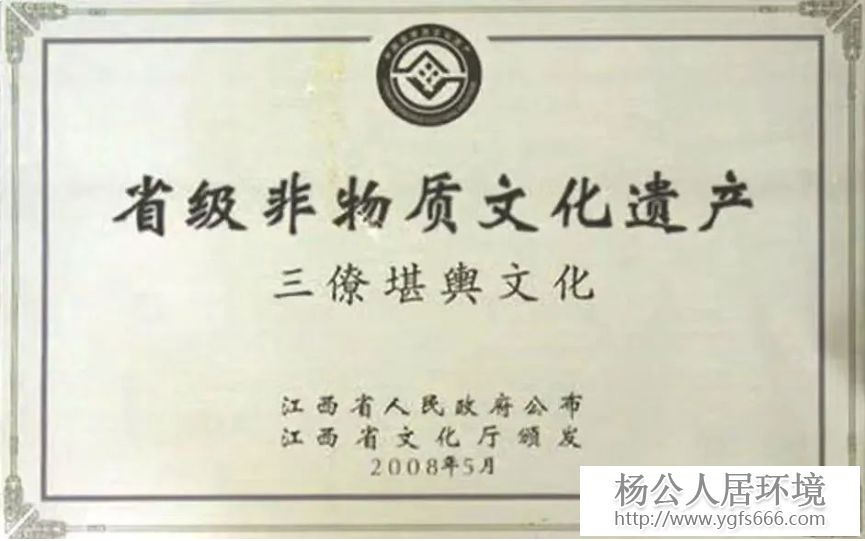 省级非物质文化遗产
三僚堪舆文化
江西省人民政府公布
江西省文化厅颁发
2008年5月
杨公人居环境
http://www.ygfs666.com